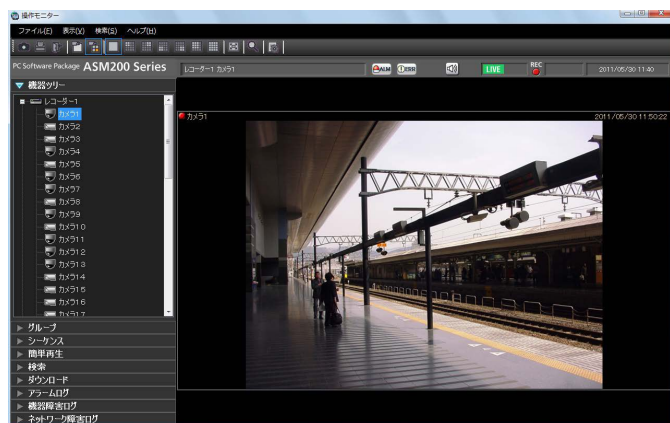 操作モニター
ファイル(F) 表示(V) 検索(S) ヘルプ(H)
PC Software Package ASM200 Series
レコーダー1 カメラ1
ALM
ERR
LIVE
REC
2011/05/30 11:40
機器ツリー
レコーダー1
カメラ1
カメラ2
カメラ3
カメラ4
カメラ5
カメラ6
カメラ7
カメラ8
カメラ9
カメラ10
カメラ11
カメラ12
カメラ13
カメラ14
カメラ15
カメラ16
カメラ17
カメラ1
2011/05/30 11:50:22
グループ
シーケンス
簡単再生
検索
ダウンロード
アラームログ
機器障害ログ
ネットワーク障害ログ